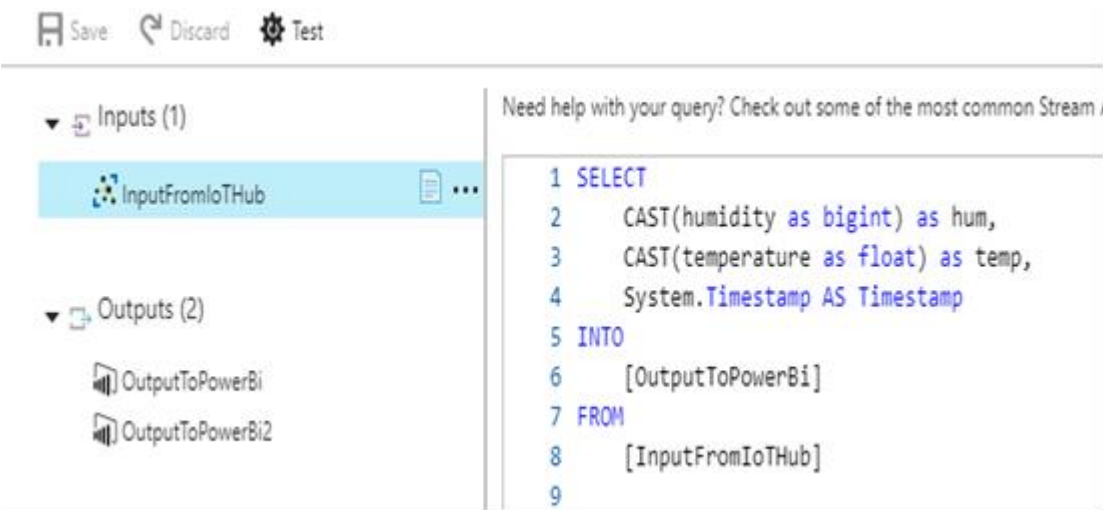 Save Discard Test
Inputs (1)
InputFromIoTHub
Outputs (2)
OutputToPowerBi
OutputToPowerBi2
Need help with your query? Check out some of the most common Stream
1 SELECT
2 CAST(humidity as bigint) as hum,
3 CAST(temperature as float) as temp,
4 System.Timestamp AS Timestamp
5 INTO
6 [OutputToPowerBi]
7 FROM
8 [InputFromIoTHub]
9